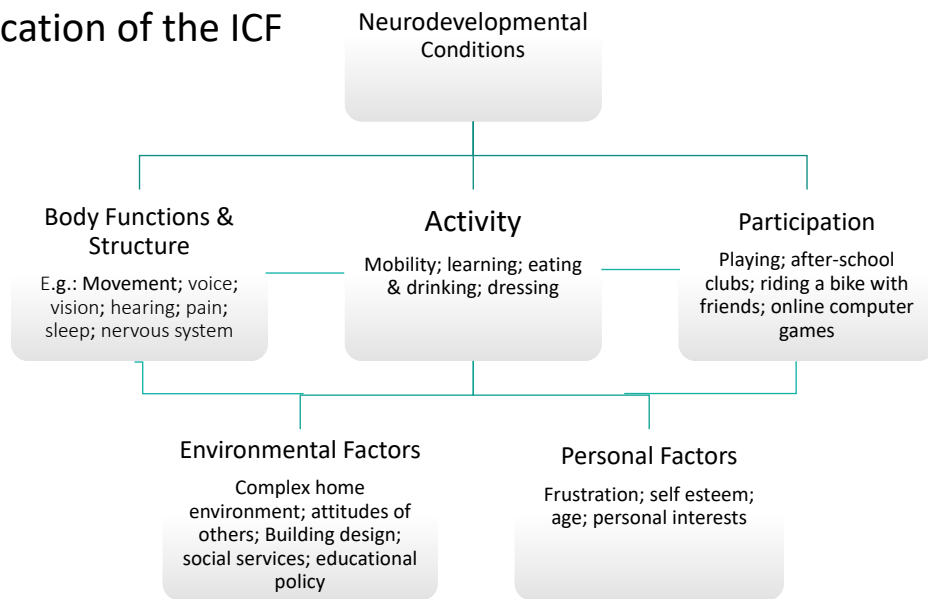 cation of the ICF
Neurodevelopmental
Conditions
Body Functions &
Structure
E.g.: Movement; voice;
vision; hearing; pain;
sleep; nervous system
Activity
Mobility; learning; eating
& drinking; dressing
Participation
Playing; after-school
clubs; riding a bike with
friends; online computer
games
Environmental Factors
Complex home
environment; attitudes of
others; Building design;
social services; educational
policy
Personal Factors
Frustration; self esteem;
age; personal interests